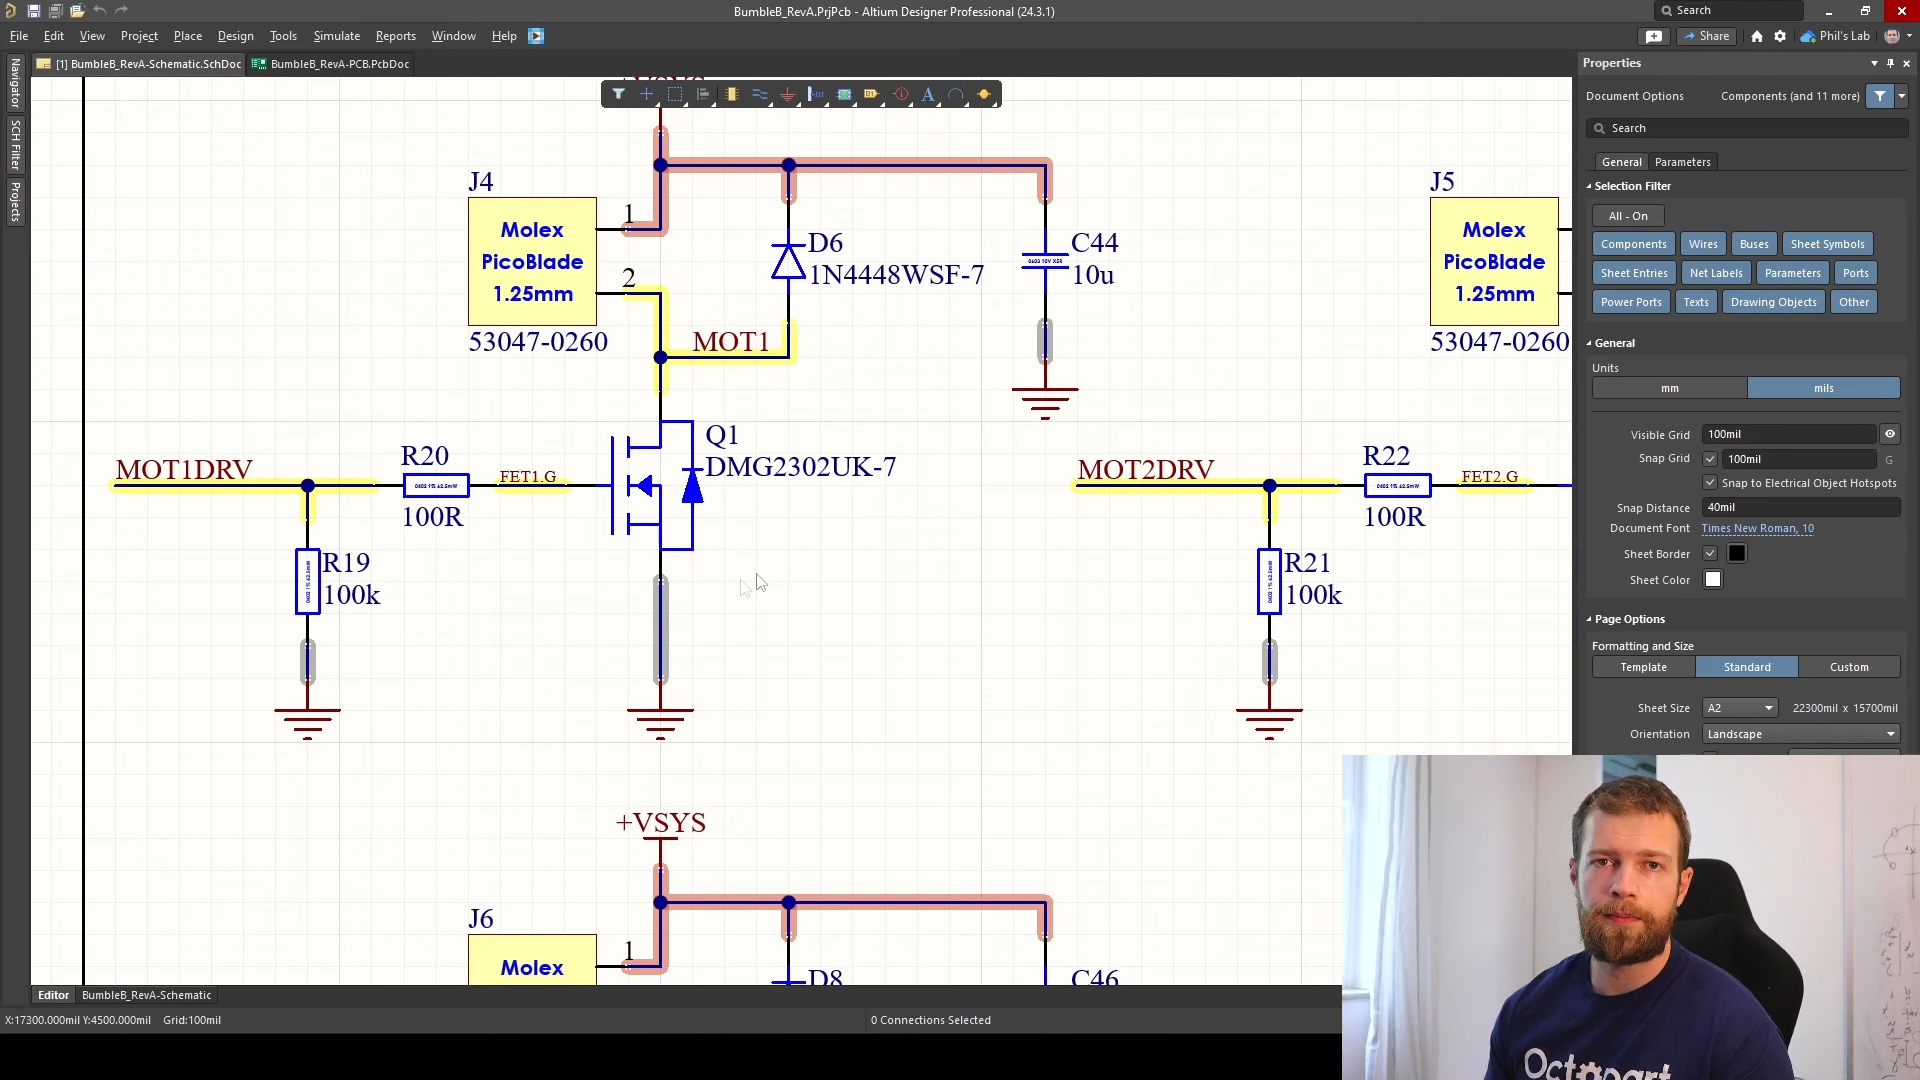 BumbleB_RevA.PrjPcb - Altium Designer Professional (24.3.1)
Search
File Edit View Project Place Design Tools Simulate Reports Window Help
Share
Phil's Lab
[1] BumbleB_RevA-Schematic.SchDoc
BumbleB_RevA-PCB.PcbDoc
Navigator
SCH Filter
Projects
Properties
Document Options
Components (and 11 more)
Search
General
Parameters
Selection Filter
All - On
Components Wires Buses Sheet Symbols
Sheet Entries Net Labels Parameters Ports
Power Ports Texts Drawing Objects Other
General
Units
mm
mils
Visible Grid 100mil
Snap Grid 100mil G
Snap to Electrical Object Hotspots
Snap Distance 40mil
Document Font Times New Roman, 10
Sheet Border
Sheet Color
Page Options
Formatting and Size
Template Standard Custom
Sheet Size A2 22300mil x 15700mil
Orientation Landscape
J4
Molex
PicoBlade
1.25mm
53047-0260
1
2
D6
1N4448WSF-7
C44
10u
MOT1
Q1
DMG2302UK-7
MOT1DRV
R20
100R
FET1.G
R19
100k
J5
Molex
PicoBlade
1.25mm
53047-0260
MOT2DRV
R22
100R
FET2.G
R21
100k
+VSYS
J6
Molex
1
D8
C46
Editor
BumbleB_RevA-Schematic
X:17300.000mil Y:4500.000mil Grid:100mil
0 Connections Selected
Octopart